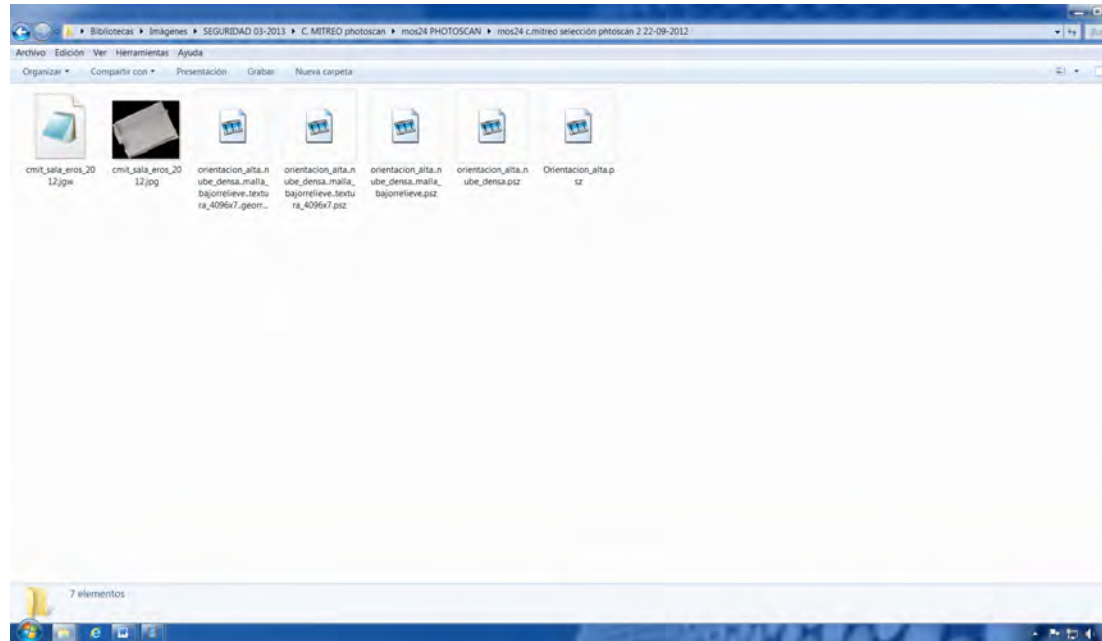 Bibliotecas ▸ Imágenes ▸ SEGURIDAD 03-2013 ▸ C. MITREO photoscan ▸ mos24 PHOTOSCAN ▸ mos24 c.mitreo selección phtoscan 2 22-09-2012
Archivo Edición Ver Herramientas Ayuda
Organizar Compartir con Presentación Grabar Nueva carpeta
cmit_sala_eros_20
12.jgw
cmit_sala_eros_20
12.jpg
orientacion_alta..n
ube_densa..malla_
bajorrelieve..textu
ra_4096x7..georr...
orientacion_alta..n
ube_densa..malla_
bajorrelieve..textu
ra_4096x7.psz
orientacion_alta..n
ube_densa..malla_
bajorrelieve.psz
orientacion_alta..n
ube_densa.psz
Orientacion_alta.p
sz
7 elementos